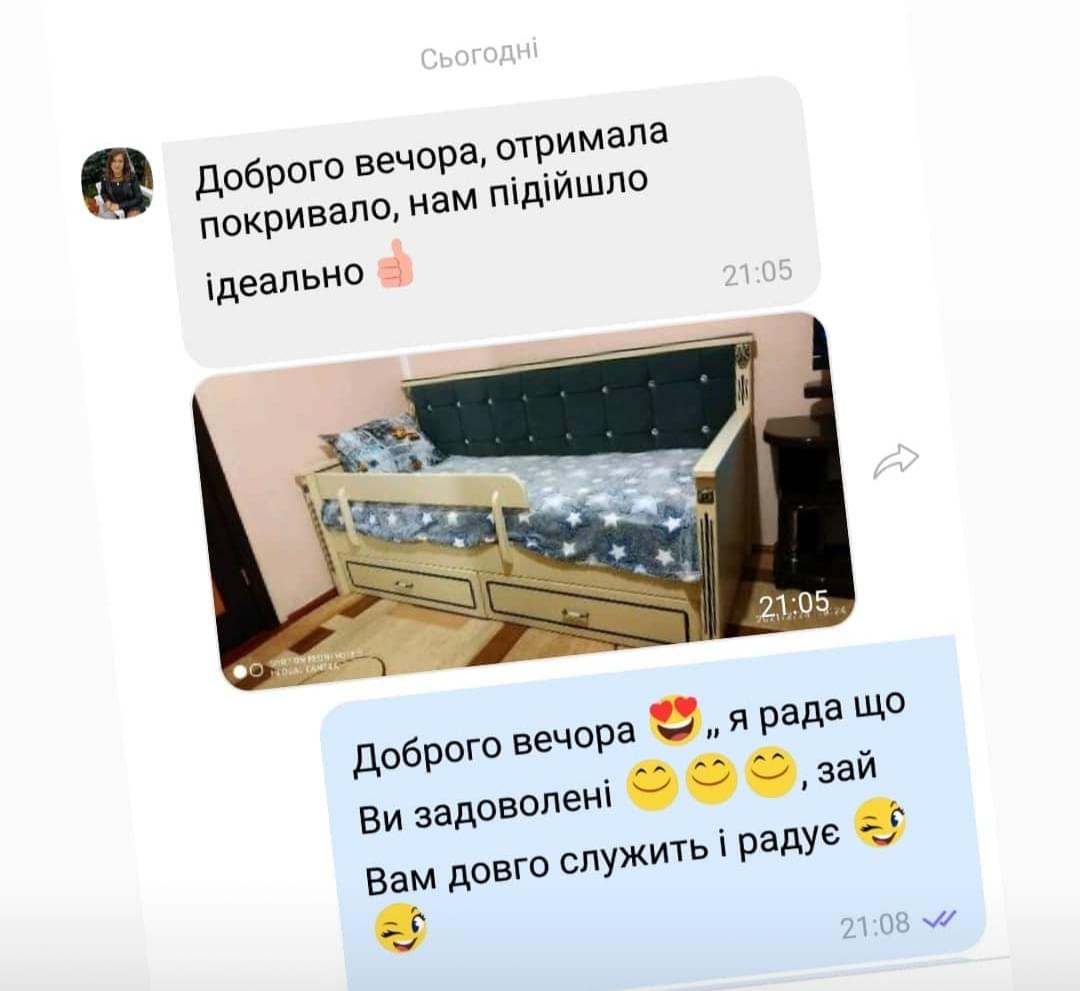 Сьогодні
Доброго вечора, отримала
покривало, нам підійшло
ідеально 👍
21:05
21:05
Доброго вечора 😍,, я рада що
Ви задоволені 😊😊😊, зай
Вам довго служить і радує 😉
😉
21:08